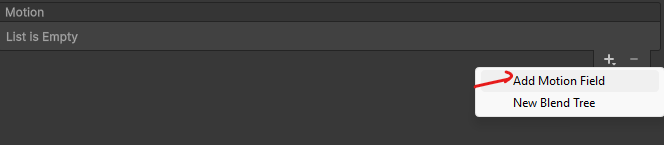 Motion
List is Empty
Add Motion Field
New Blend Tree